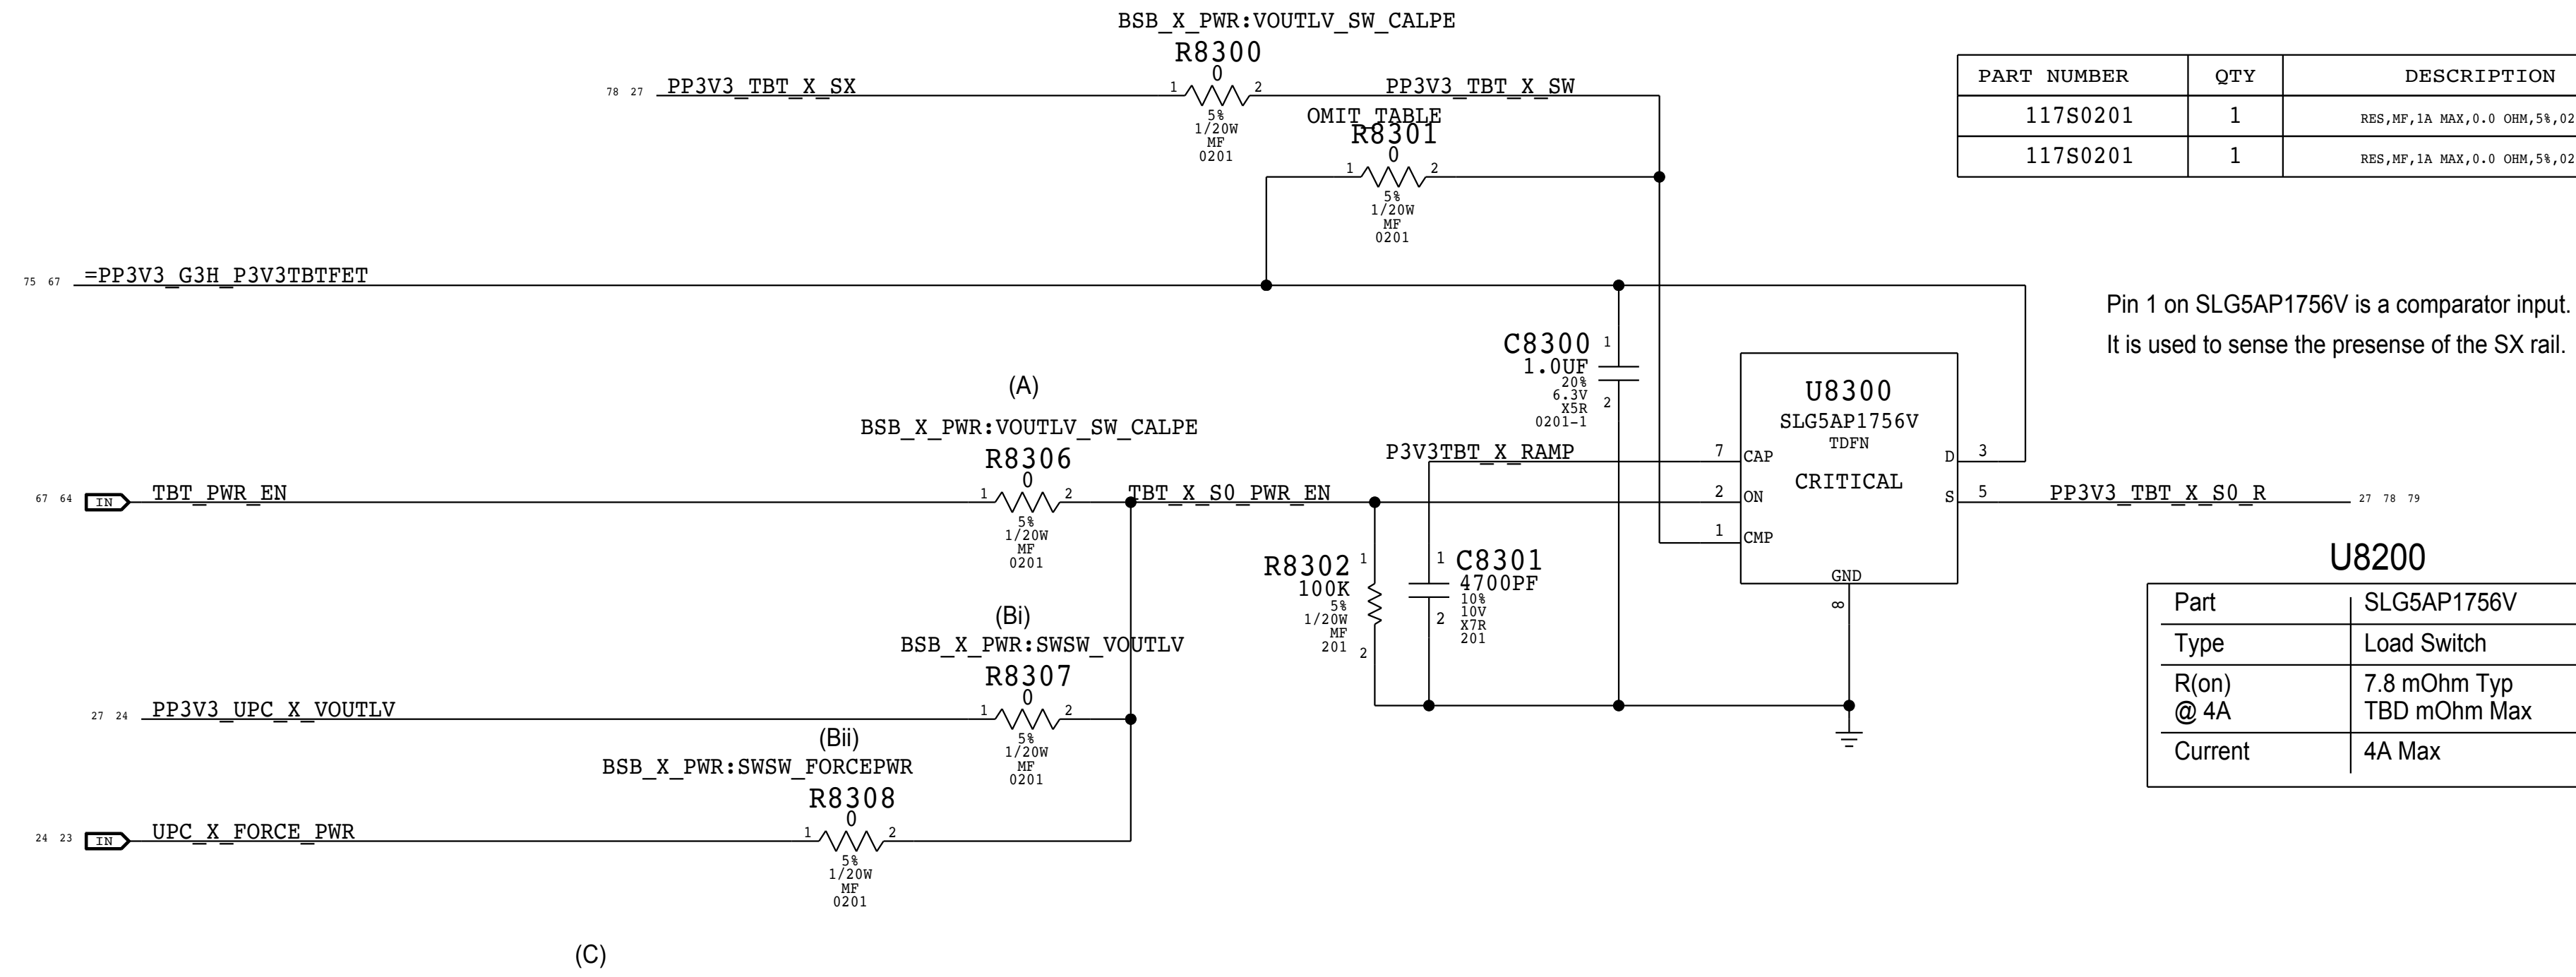 BSB_X_PWR:VOUTLV_SW_CALPE
R8300
0
78 27 PP3V3_TBT_X_SX
1 2
PP3V3_TBT_X_SW
5%
1/20W
MF
0201
OMIT_TABLE
R8301
0
1 2
5%
1/20W
MF
0201
PART NUMBER QTY DESCRIPTION
117S0201 1 RES,MF,1A MAX,0.0 OHM,5%,02
117S0201 1 RES,MF,1A MAX,0.0 OHM,5%,02
75 67 =PP3V3_G3H_P3V3TBTFET
Pin 1 on SLG5AP1756V is a comparator input.
It is used to sense the presense of the SX rail.
C8300 1
1.0UF
20%
6.3V
X5R 2
0201-1
U8300
SLG5AP1756V
TDFN
CRITICAL
7 CAP
2 ON
1 CMP
D 3
S 5
GND
8
P3V3TBT_X_RAMP
PP3V3_TBT_X_S0_R 27 78 79
(A)
BSB_X_PWR:VOUTLV_SW_CALPE
R8306
0
67 64 IN TBT_PWR_EN
1 2
TBT_X_S0_PWR_EN
5%
1/20W
MF
0201
R8302 1
100K
5%
1/20W
MF
201 2
1 C8301
4700PF
10%
10V
2 X7R
201
(Bi)
BSB_X_PWR:SWSW_VOUTLV
R8307
0
27 24 PP3V3_UPC_X_VOUTLV
1 2
5%
1/20W
MF
0201
(Bii)
BSB_X_PWR:SWSW_FORCEPWR
R8308
0
24 23 IN UPC_X_FORCE_PWR
1 2
5%
1/20W
MF
0201
U8200
Part SLG5AP1756V
Type Load Switch
R(on) 7.8 mOhm Typ
@ 4A TBD mOhm Max
Current 4A Max
(C)